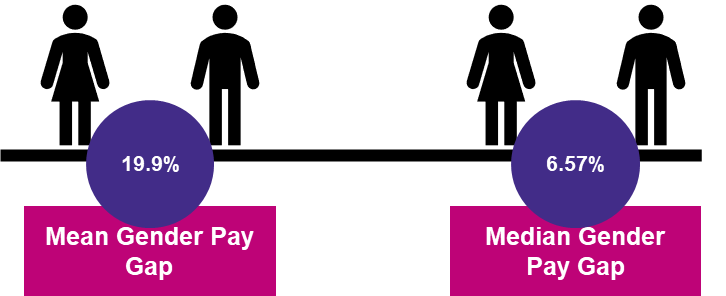 19.9%
Mean Gender Pay
Gap
6.57%
Median Gender
Pay Gap